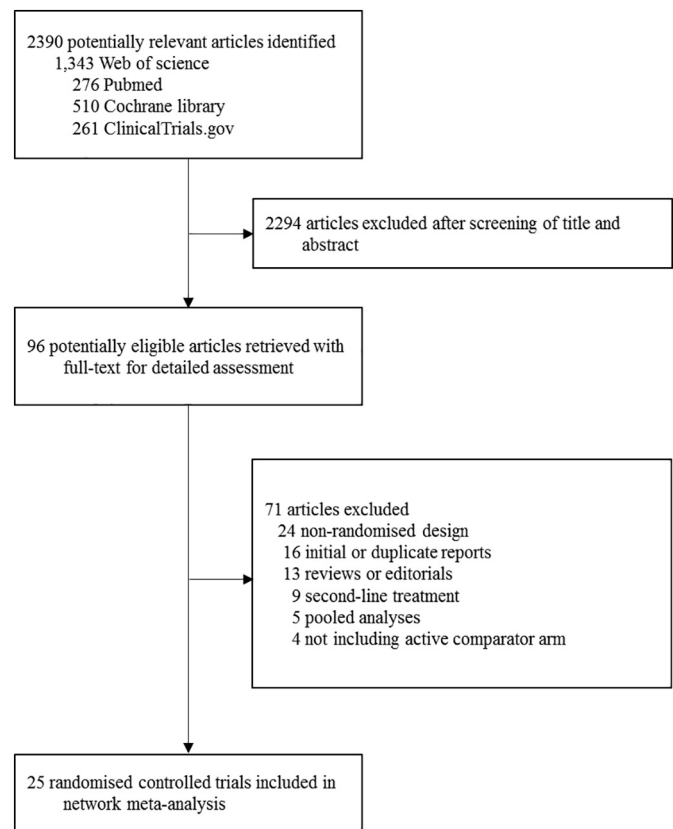 2390 potentially relevant articles identified
1,343 Web of science
276 Pubmed
510 Cochrane library
261 ClinicalTrials.gov
2294 articles excluded after screening of title and
abstract
96 potentially eligible articles retrieved with
full-text for detailed assessment
71 articles excluded
24 non-randomised design
16 initial or duplicate reports
13 reviews or editorials
9 second-line treatment
5 pooled analyses
4 not including active comparator arm
25 randomised controlled trials included in
network meta-analysis